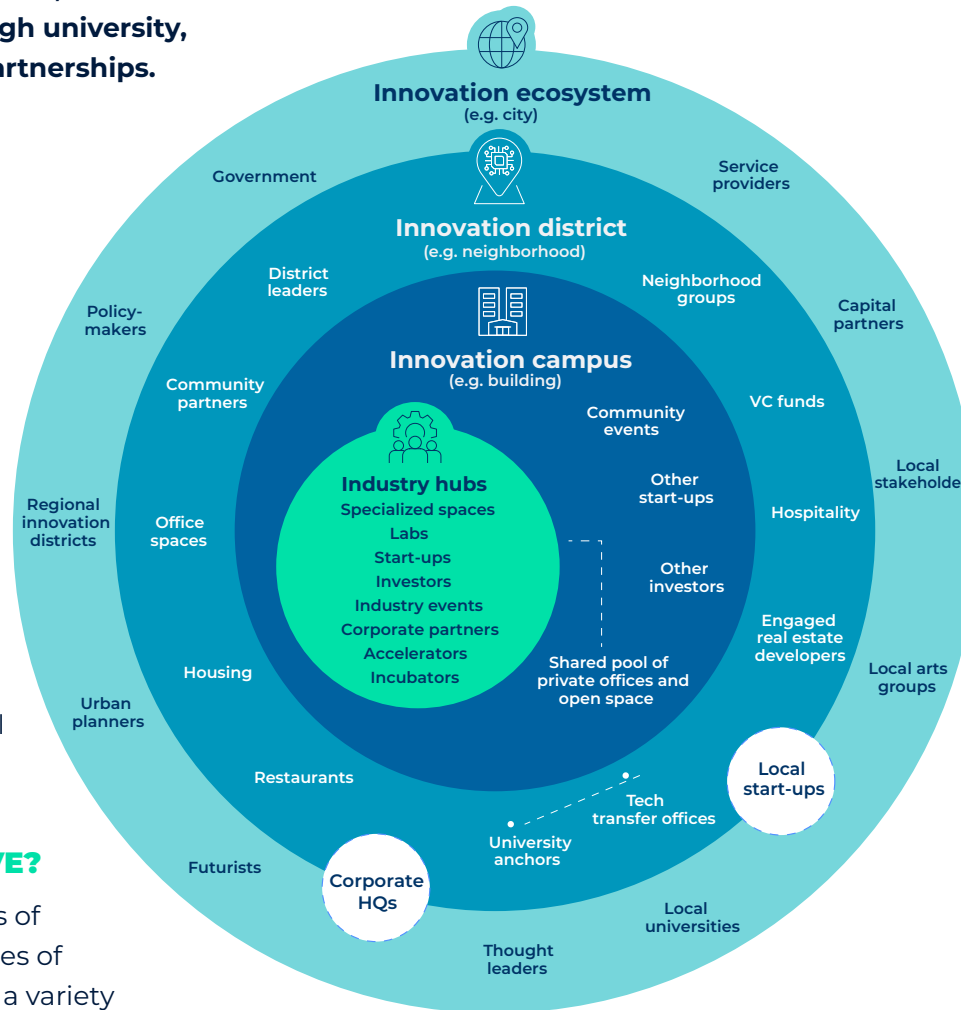 gh university,
artnerships.
Innovation ecosystem
(e.g. city)
Government
Service
providers
Innovation district
(e.g. neighborhood)
District
leaders
Neighborhood
groups
Policy-
makers
Capital
partners
Innovation campus
(e.g. building)
Community
partners
VC funds
Community
events
Local
stakeholde
Other
start-ups
Industry hubs
Specialized spaces
Labs
Start-ups
Investors
Industry events
Corporate partners
Accelerators
Incubators
Regional
innovation
districts
Office
spaces
Hospitality
Other
investors
Engaged
real estate
developers
Shared pool of
private offices and
open space
Housing
Local arts
groups
Urban
planners
Restaurants
Local
start-ups
Tech
transfer offices
University
anchors
VE?
Futurists
Corporate
HQs
s of
Local
universities
es of
Thought
leaders
a variety